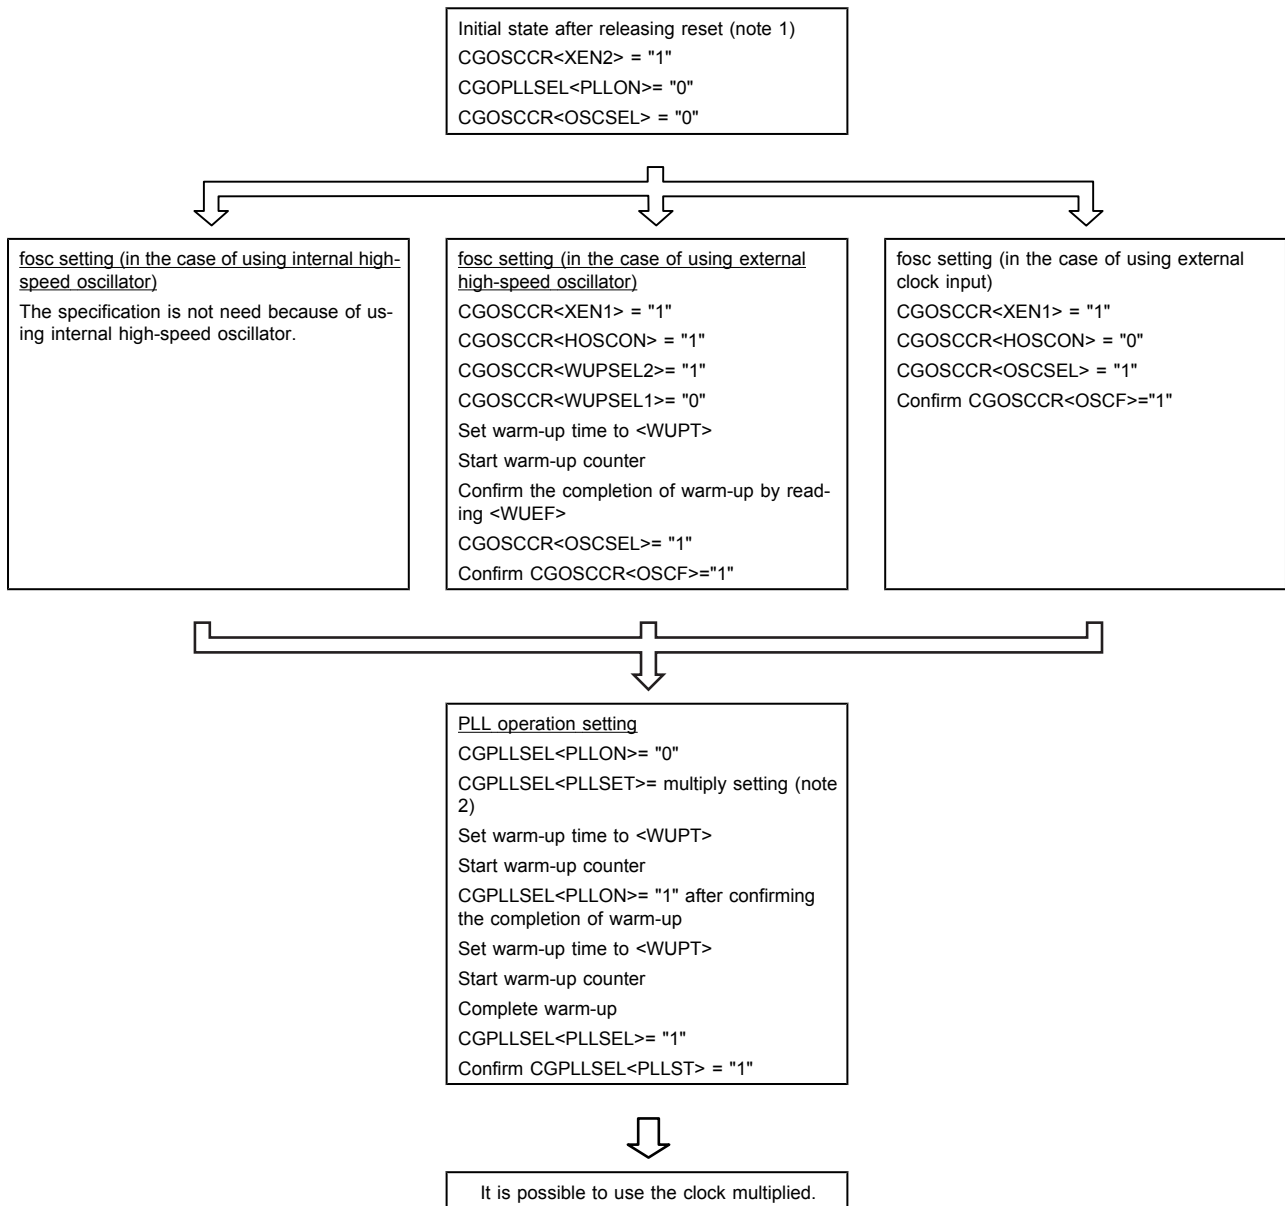 Initial state after releasing reset (note 1)
CGOSCCR<XEN2> = "1"
CGOPLLSEL<PLLON>= "0"
CGOSCCR<OSCSEL> = "0"
fosc setting (in the case of using internal high-
speed oscillator)
The specification is not need because of us-
ing internal high-speed oscillator.
fosc setting (in the case of using external
high-speed oscillator)
CGOSCCR<XEN1> = "1"
CGOSCCR<HOSCON> = "1"
CGOSCCR<WUPSEL2>= "1"
CGOSCCR<WUPSEL1>= "0"
Set warm-up time to <WUPT>
Start warm-up counter
Confirm the completion of warm-up by read-
ing <WUEF>
CGOSCCR<OSCSEL>= "1"
Confirm CGOSCCR<OSCF>="1"
fosc setting (in the case of using external
clock input)
CGOSCCR<XEN1> = "1"
CGOSCCR<HOSCON> = "0"
CGOSCCR<OSCSEL> = "1"
Confirm CGOSCCR<OSCF>="1"
PLL operation setting
CGPLLSEL<PLLON>= "0"
CGPLLSEL<PLLSET>= multiply setting (note
2)
Set warm-up time to <WUPT>
Start warm-up counter
CGPLLSEL<PLLON>= "1" after confirming
the completion of warm-up
Set warm-up time to <WUPT>
Start warm-up counter
Complete warm-up
CGPLLSEL<PLLSEL>= "1"
Confirm CGPLLSEL<PLLST> = "1"
It is possible to use the clock multiplied.